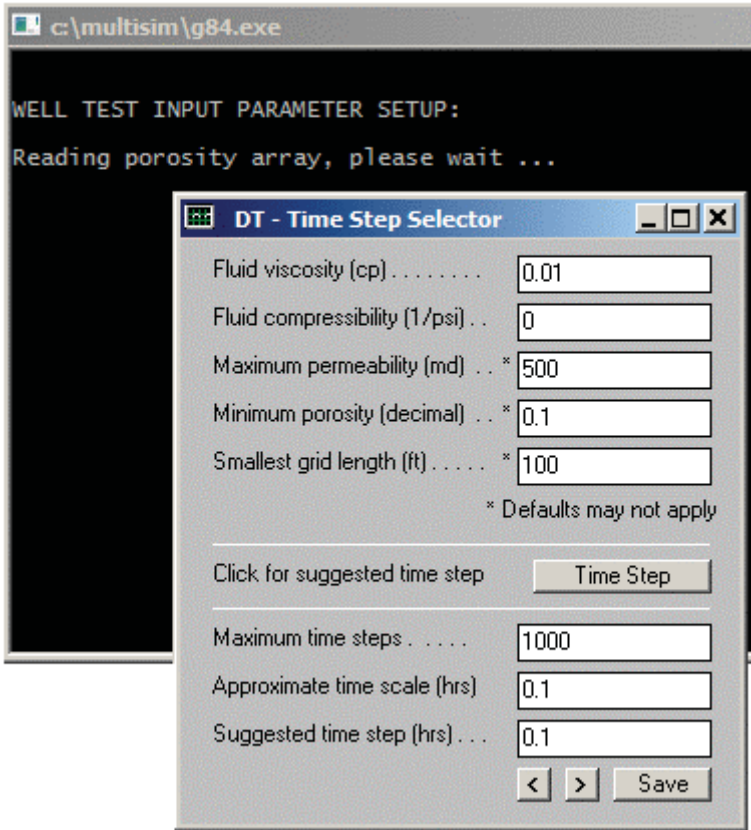 c:\multisim\g84.exe
WELL TEST INPUT PARAMETER SETUP:
Reading porosity array, please wait ...
DT - Time Step Selector
Fluid viscosity (cp) . . . . . . . . 0.01
Fluid compressibility (1/psi) . . 0
Maximum permeability (md) . . * 500
Minimum porosity (decimal) . . * 0.1
Smallest grid length (ft) . . . . . * 100
* Defaults may not apply
Click for suggested time step Time Step
Maximum time steps . . . . . 1000
Approximate time scale (hrs) 0.1
Suggested time step (hrs) . . . 0.1
< > Save